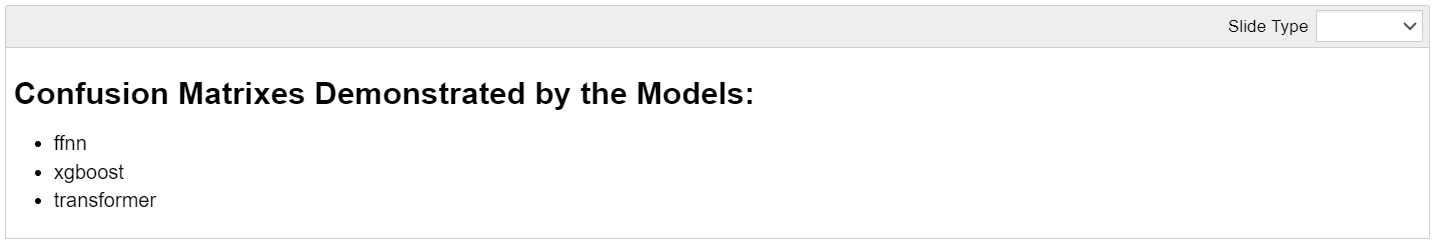 Slide Type
Confusion Matrixes Demonstrated by the Models:
ffnn
xgboost
transformer